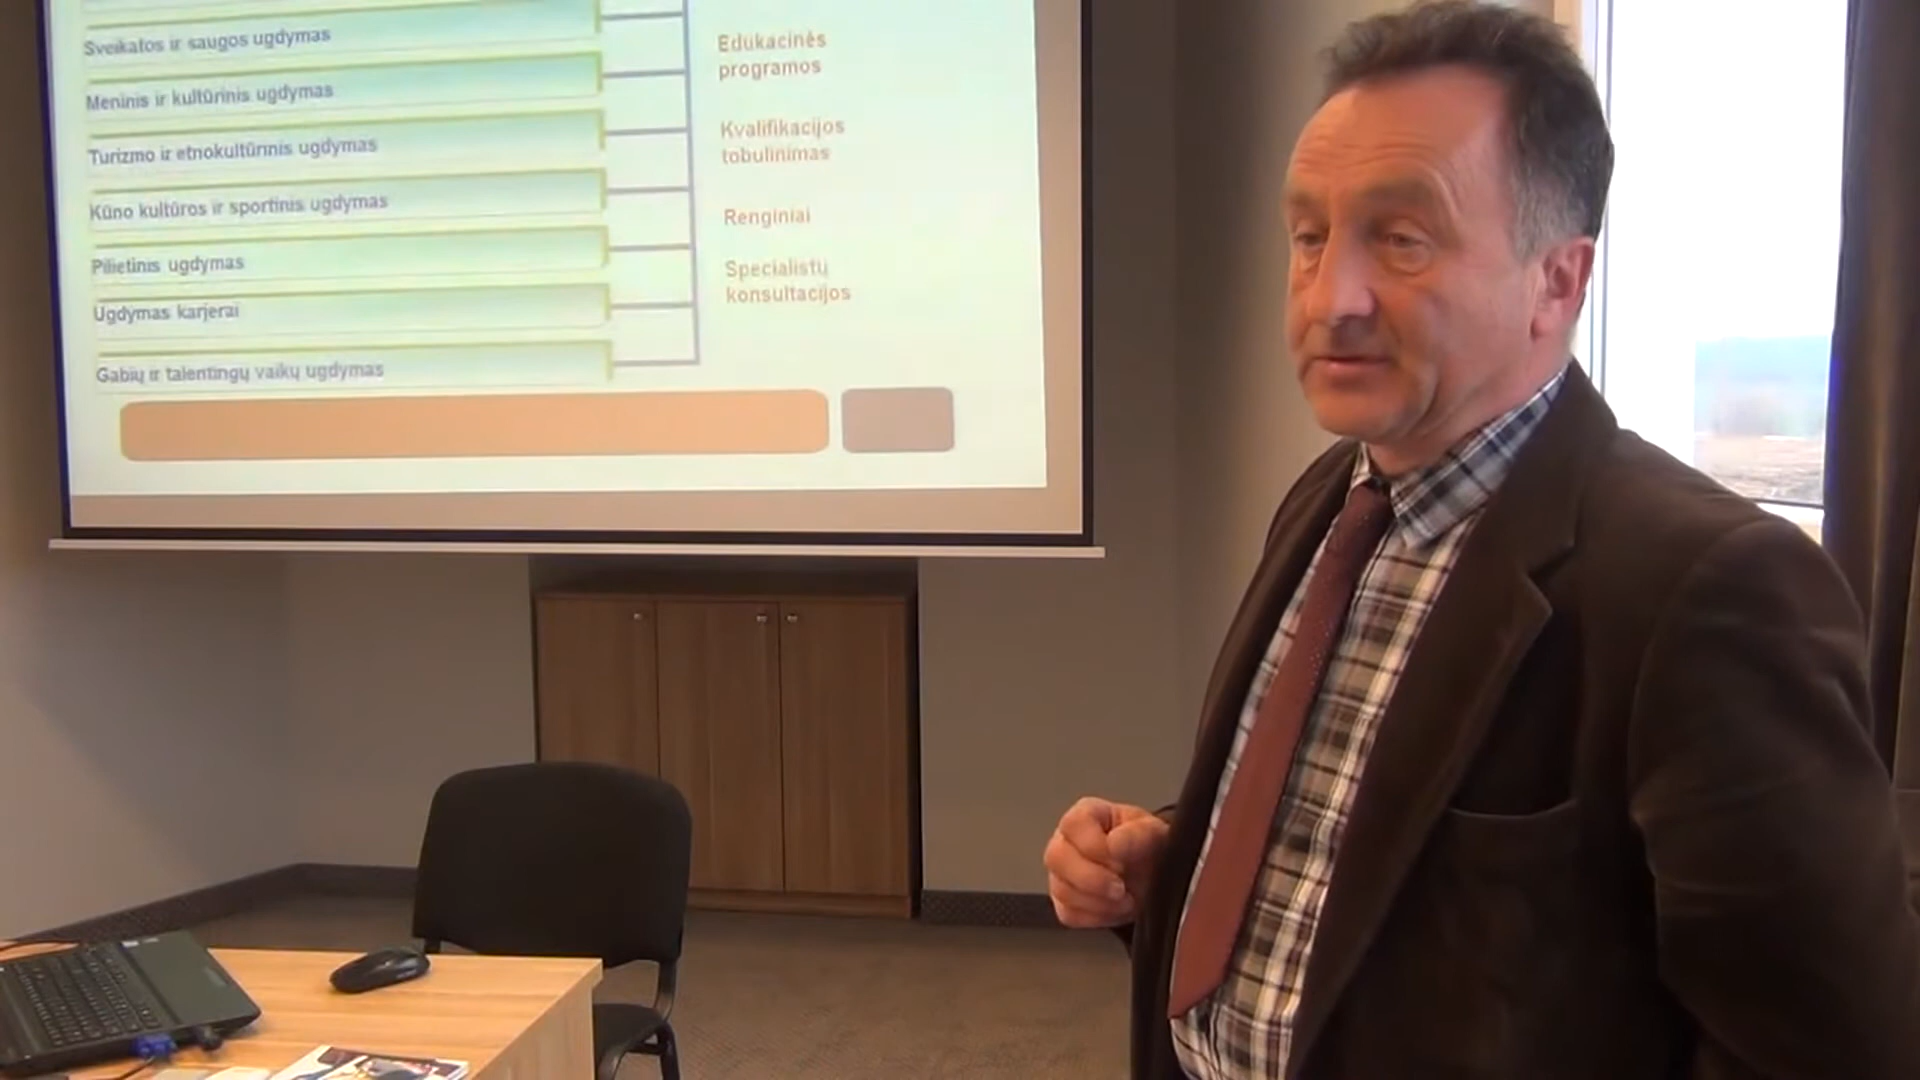 Sveikatos ir saugos ugdymas
Meninis ir kultūrinis ugdymas
Turizmo ir etnokultūrinis ugdymas
Kūno kultūros ir sportinis ugdymas
Pilietinis ugdymas
Ugdymas karjerai
Gabių ir talentingų vaikų ugdymas
Edukacinės
programos
Kvalifikacijos
tobulinimas
Renginiai
Specialistų
konsultacijos